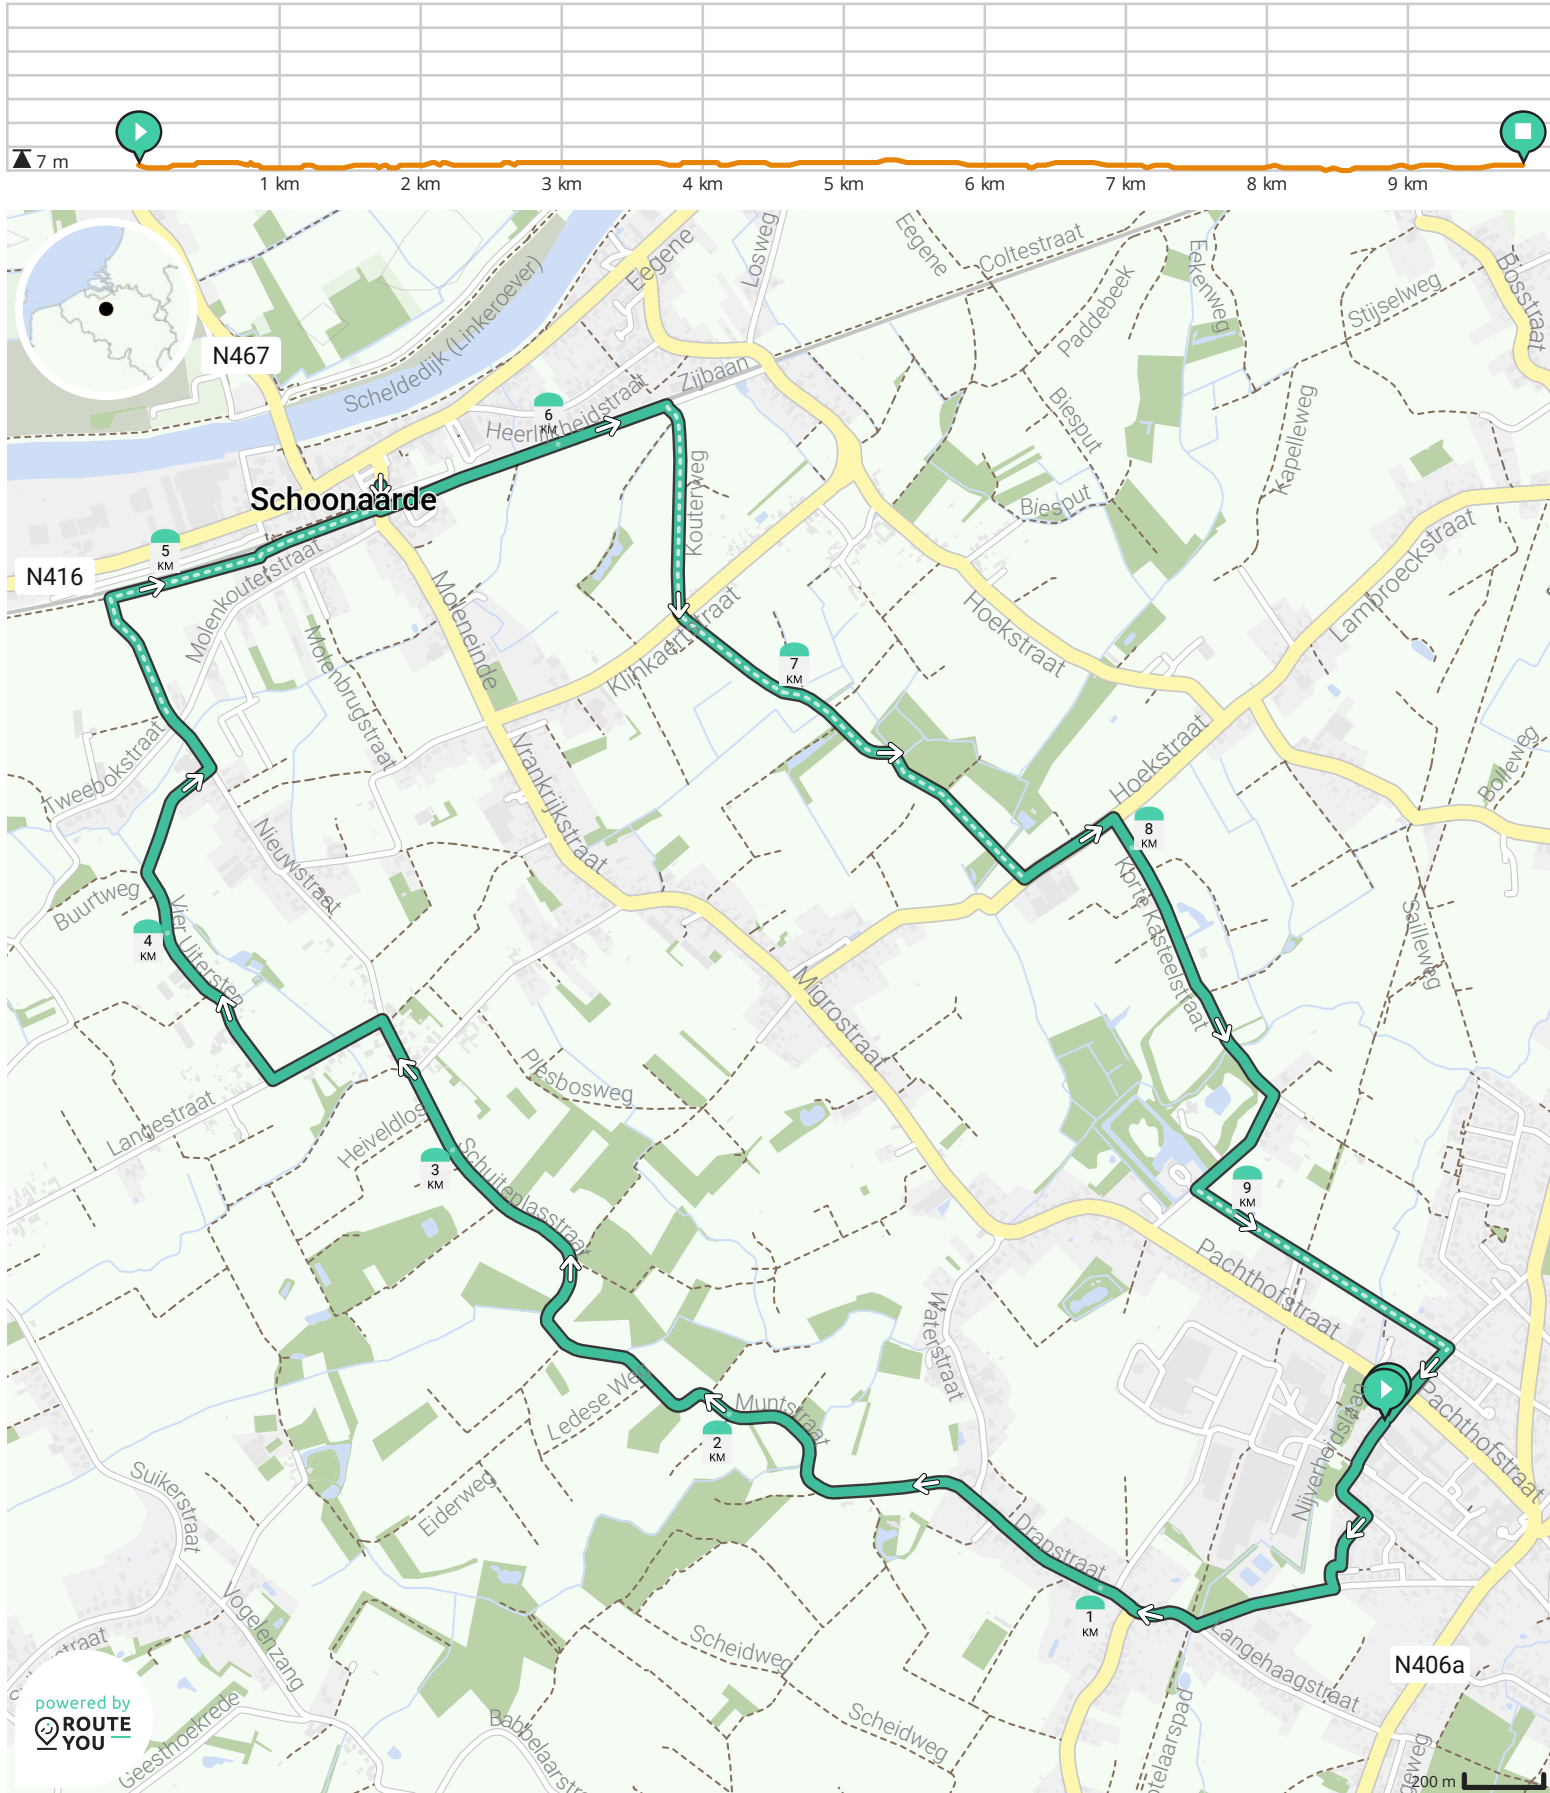 7 m
1 km
2 km
3 km
4 km
5 km
6 km
7 km
8 km
9 km
N467
Scheldedijk (Linkeroever)
Eegene
Losweg
Eegene
Coltestraat
Paddebeek
Eekenweg
Stijselweg
Bosstraat
Zijbaan
Heerlijkheidstraat
6
KM
Biesput
Kapelleweg
Schoonaarde
Kouterweg
Biesput
Lambroeckstraat
N416
5
KM
Molenkouterstraat
Moleneinde
Molenbrugstraat
Klinkaertstraat
Hoekstraat
7
KM
Tweebokstraat
Vrankrijkstraat
Hoekstraat
Bolleweg
8
KM
Nieuwstraat
Buurtweg
Vier Uitersten
4
KM
Korte Kasteelstraat
Sailleweg
Migrostraat
Plesbosweg
Langestraat
Heiveldlos
3
KM
Schuiteplasstraat
9
KM
Pachthofstraat
Waterstraat
Ledese Weg
Muntstraat
2
KM
Nijverheidslaan
Pachthofstraat
Suikerstraat
Eiderweg
Drapstraat
1
KM
Vogelenzang
Scheidweg
Langehaagstraat
N406a
Scheidweg
Geesthoekrede
Babbelaarstr
otelaarspad
geweg
powered by
ROUTE
YOU
200 m